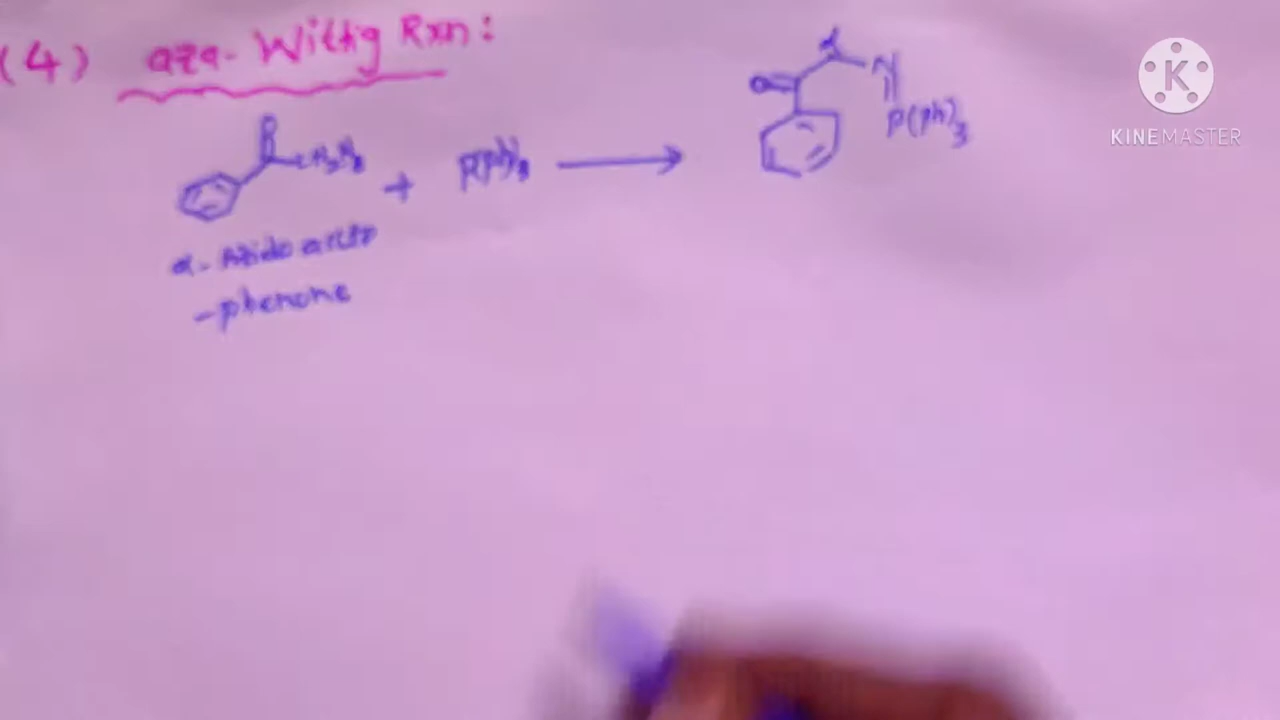 (4) aza-Wittig Rxn:
O
+ P(Ph)3
O N
P(Ph)3
α-Azido aceto
-phenone
K
KINEMASTER